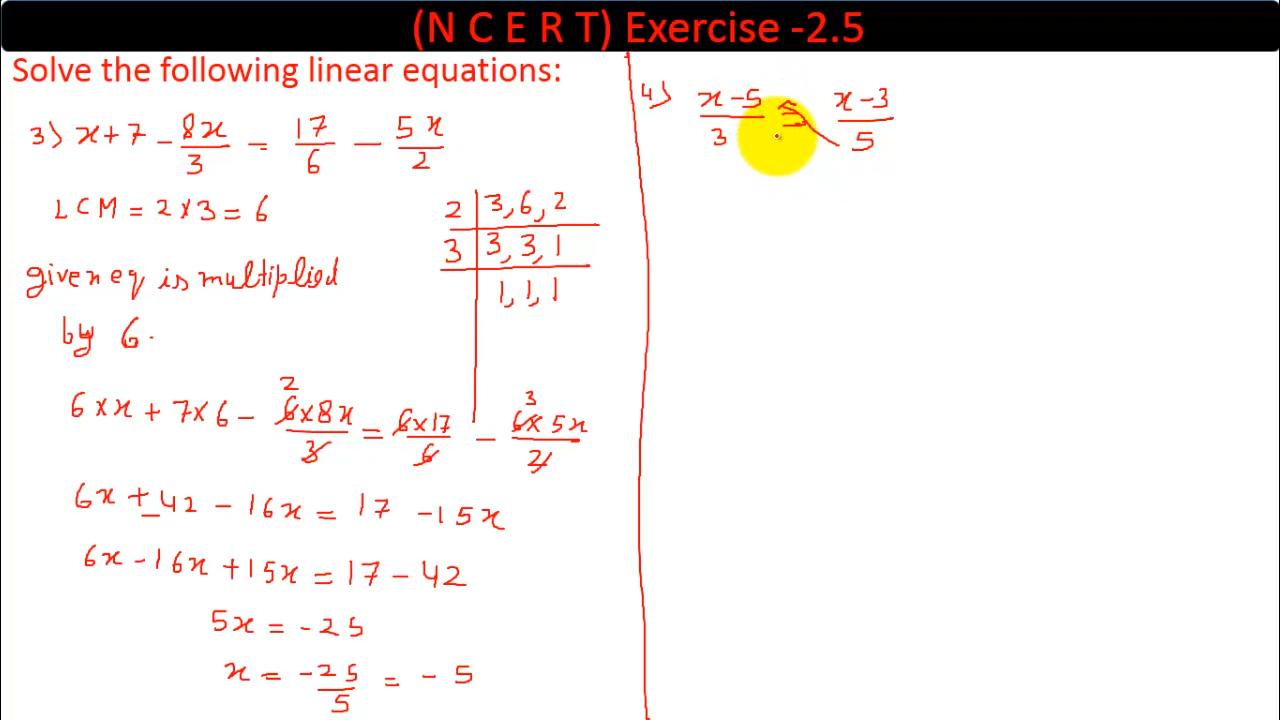 (N C E R T) Exercise -2.5
Solve the following linear equations:
3) x + 7 - 8x/3 = 17/6 - 5x/2
LCM = 2 × 3 = 6
2 | 3, 6, 2
3 | 3, 3, 1
1, 1, 1
given eq is multiplied
by 6.
6 × x + 7 × 6 - 6 × 8x/3 = 6 × 17/6 - 6 × 5x/2
2
3
6x + 42 - 16x = 17 - 15x
6x - 16x + 15x = 17 - 42
5x = -25
x = -25/5 = -5
4) x - 5/3 = x - 3/5